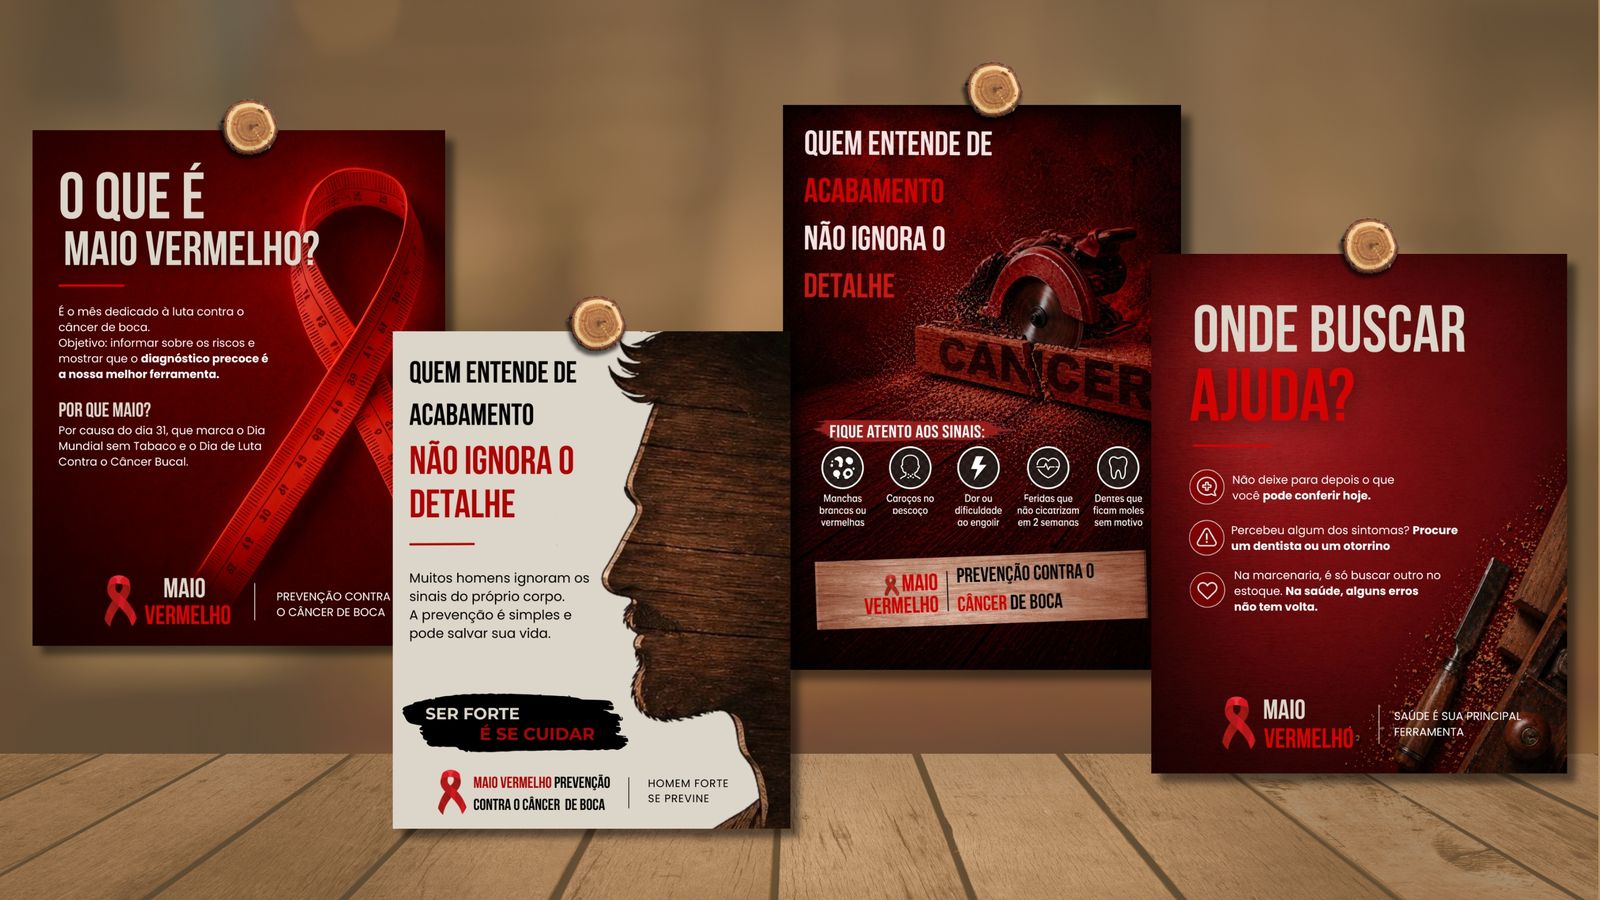 O QUE É
MAIO VERMELHO?
É o mês dedicado à luta contra o
câncer de boca.
Objetivo: informar sobre os riscos e
mostrar que o diagnóstico precoce é
a nossa melhor ferramenta.
POR QUE MAIO?
Por causa do dia 31, que marca o Dia
Mundial sem Tabaco e o Dia de Luta
Contra o Câncer Bucal.
MAIO
VERMELHO
PREVENÇÃO CONTRA
O CÂNCER DE BOCA
QUEM ENTENDE DE
ACABAMENTO
NÃO IGNORA O
DETALHE
Muitos homens ignoram os
sinais do próprio corpo.
A prevenção é simples e
pode salvar sua vida.
SER FORTE
É SE CUIDAR
MAIO VERMELHO PREVENÇÃO
CONTRA O CÂNCER DE BOCA
HOMEM FORTE
SE PREVINE
QUEM ENTENDE DE
ACABAMENTO
NÃO IGNORA O
DETALHE
CANCER
FIQUE ATENTO AOS SINAIS:
Manchas
brancas ou
vermelhas
Caroços no
pescoço
Dor ou
dificuldade
ao engolir
Feridas que
não cicatrizam
em 2 semanas
Dentes que
ficam moles
sem motivo
MAIO
VERMELHO
PREVENÇÃO CONTRA O
CÂNCER DE BOCA
ONDE BUSCAR
AJUDA?
Não deixe para depois o que
você pode conferir hoje.
Percebeu algum dos sintomas? Procure
um dentista ou um otorrino
Na marcenaria, é só buscar outro no
estoque. Na saúde, alguns erros
não tem volta.
MAIO
VERMELHO
SAÚDE É SUA PRINCIPAL
FERRAMENTA